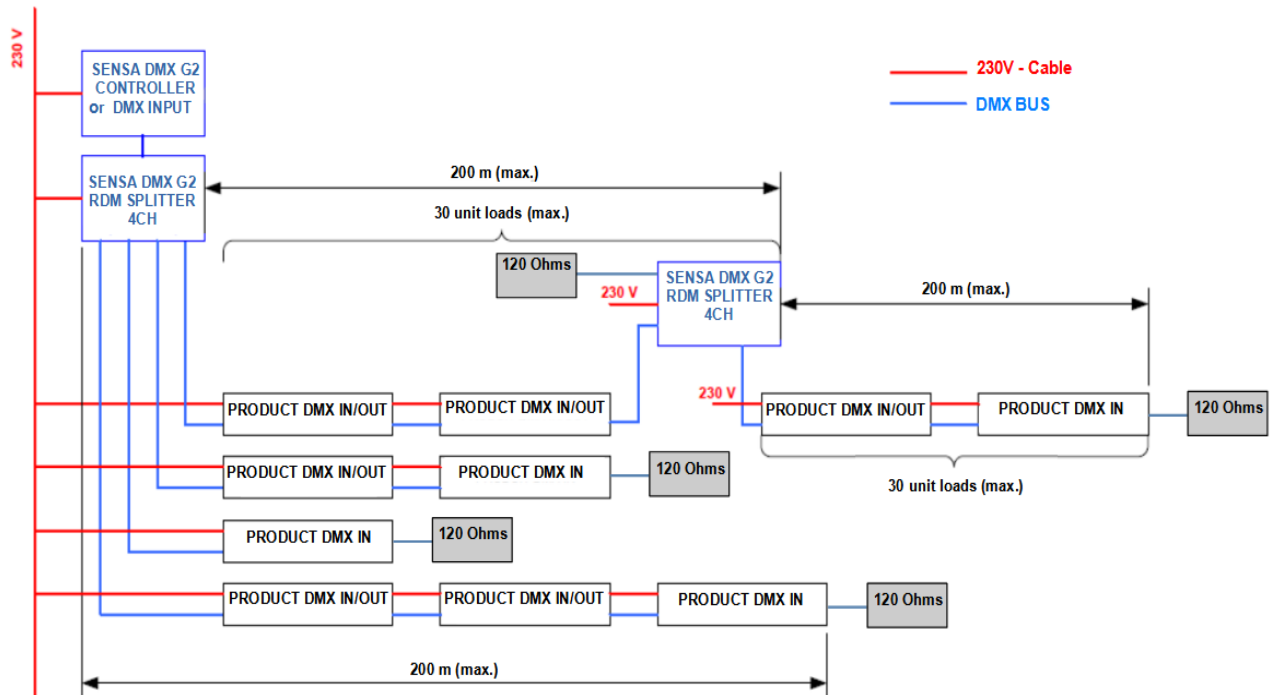 230 V
SENSA DMX G2
CONTROLLER
or DMX INPUT
230V - Cable
DMX BUS
SENSA DMX G2
RDM SPLITTER
4CH
200 m (max.)
30 unit loads (max.)
120 Ohms
230 V
SENSA DMX G2
RDM SPLITTER
4CH
200 m (max.)
PRODUCT DMX IN/OUT
PRODUCT DMX IN/OUT
230 V
PRODUCT DMX IN/OUT
PRODUCT DMX IN
120 Ohms
PRODUCT DMX IN/OUT
PRODUCT DMX IN
120 Ohms
30 unit loads (max.)
PRODUCT DMX IN
120 Ohms
PRODUCT DMX IN/OUT
PRODUCT DMX IN/OUT
PRODUCT DMX IN
120 Ohms
200 m (max.)